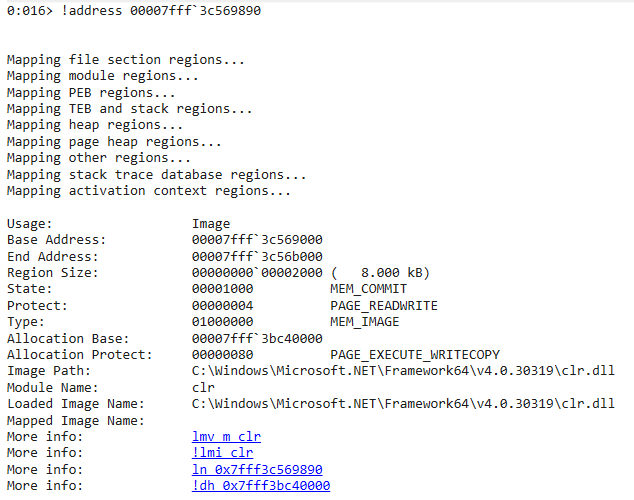 0:016> !address 00007fff`3c569890
Mapping file section regions...
Mapping module regions...
Mapping PEB regions...
Mapping TEB and stack regions...
Mapping heap regions...
Mapping page heap regions...
Mapping other regions...
Mapping stack trace database regions...
Mapping activation context regions...
Usage: Image
Base Address: 00007fff`3c569000
End Address: 00007fff`3c56b000
Region Size: 00000000`00002000 ( 8.000 kB)
State: 00001000 MEM_COMMIT
Protect: 00000004 PAGE_READWRITE
Type: 01000000 MEM_IMAGE
Allocation Base: 00007fff`3bc40000
Allocation Protect: 00000080 PAGE_EXECUTE_WRITECOPY
Image Path: C:\Windows\Microsoft.NET\Framework64\v4.0.30319\clr.dll
Module Name: clr
Loaded Image Name: C:\Windows\Microsoft.NET\Framework64\v4.0.30319\clr.dll
Mapped Image Name:
More info: lmv m clr
More info: !lmi clr
More info: ln 0x7fff3c569890
More info: !dh 0x7fff3bc40000